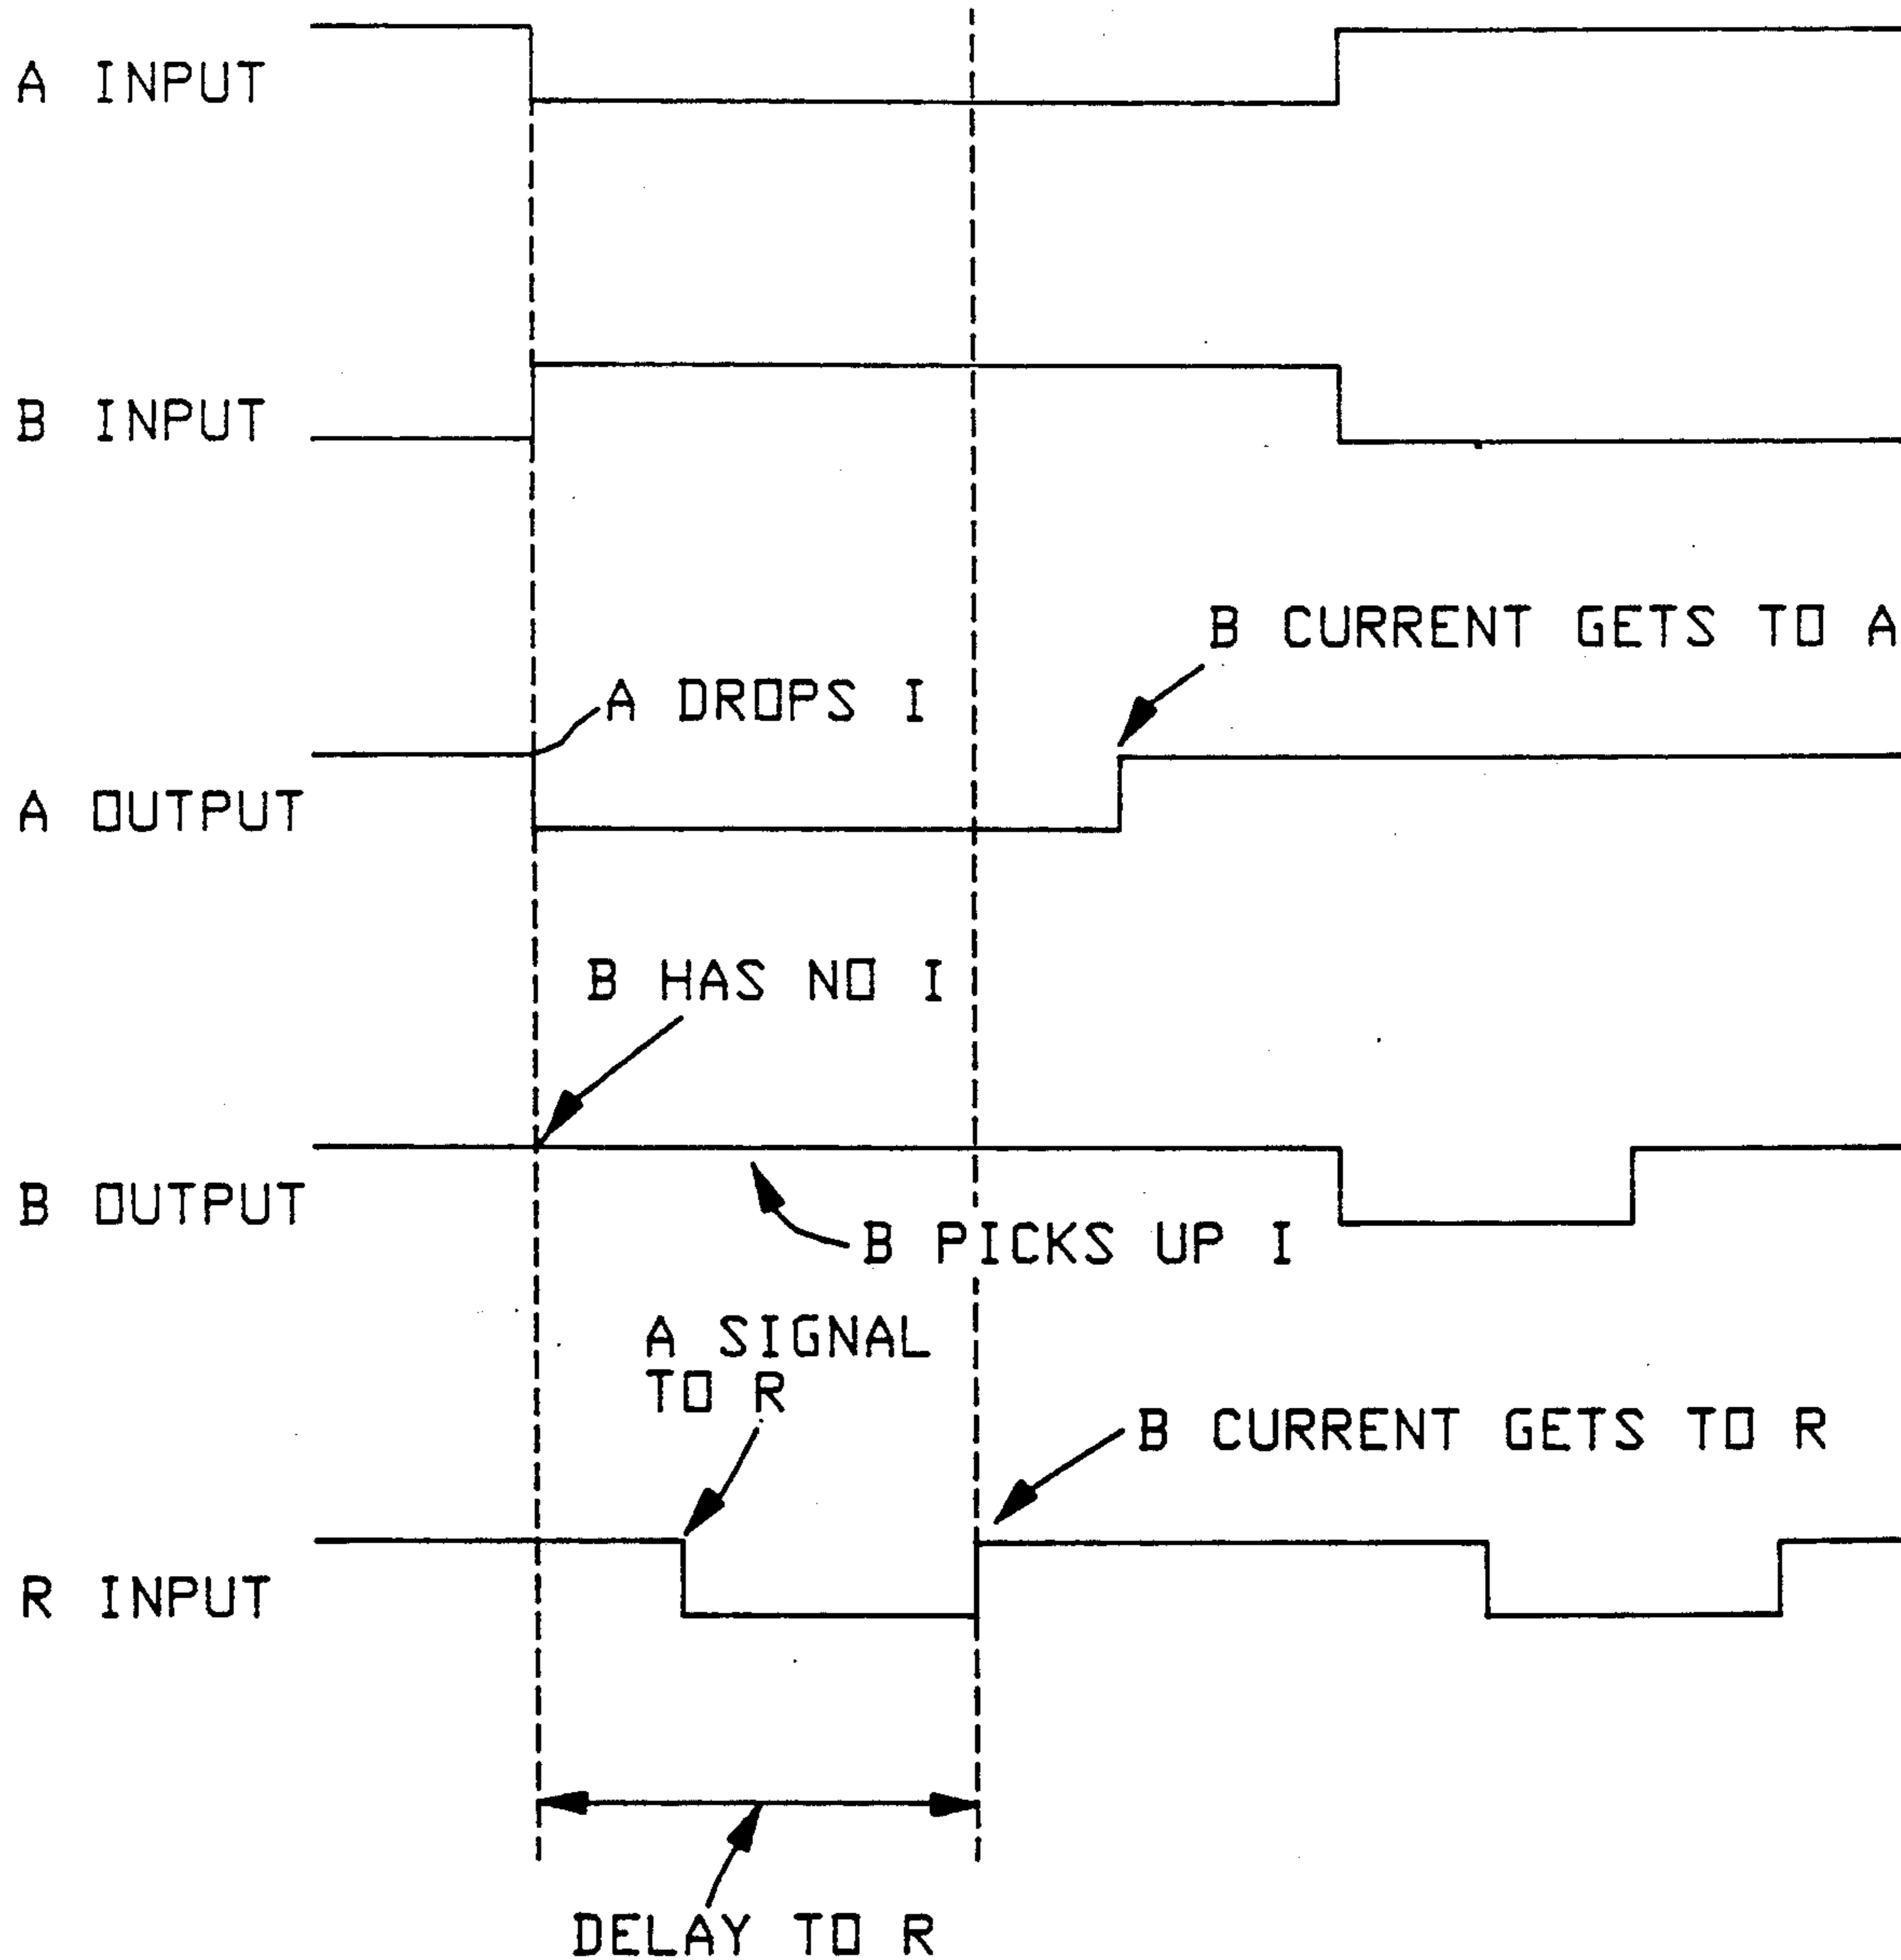 A INPUT
B INPUT
B CURRENT GETS TO A
A DROPS I
A OUTPUT
B HAS NO I
B OUTPUT
B PICKS UP I
A SIGNAL
TO R
B CURRENT GETS TO R
R INPUT
DELAY TO R